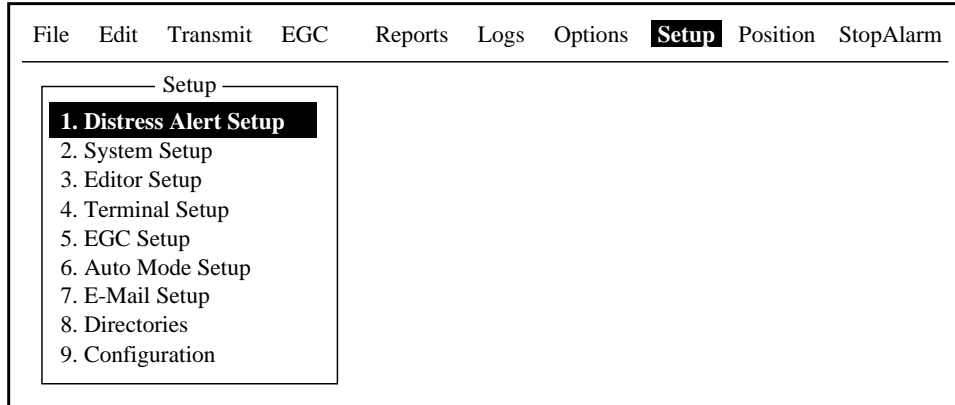 File Edit Transmit EGC Reports Logs Options Setup Position StopAlarm
Setup
1. Distress Alert Setup
2. System Setup
3. Editor Setup
4. Terminal Setup
5. EGC Setup
6. Auto Mode Setup
7. E-Mail Setup
8. Directories
9. Configuration